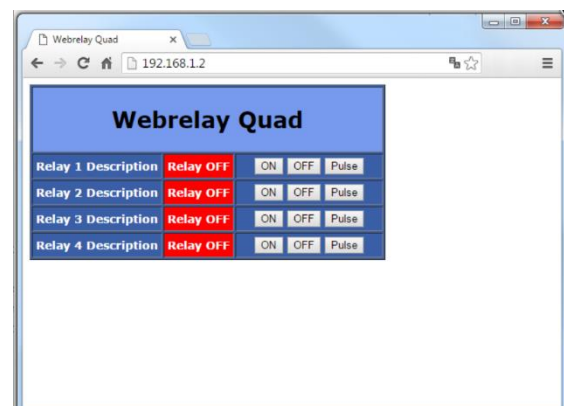 Webrelay Quad
192.168.1.2
Webrelay Quad
Relay 1 Description Relay OFF ON OFF Pulse
Relay 2 Description Relay OFF ON OFF Pulse
Relay 3 Description Relay OFF ON OFF Pulse
Relay 4 Description Relay OFF ON OFF Pulse